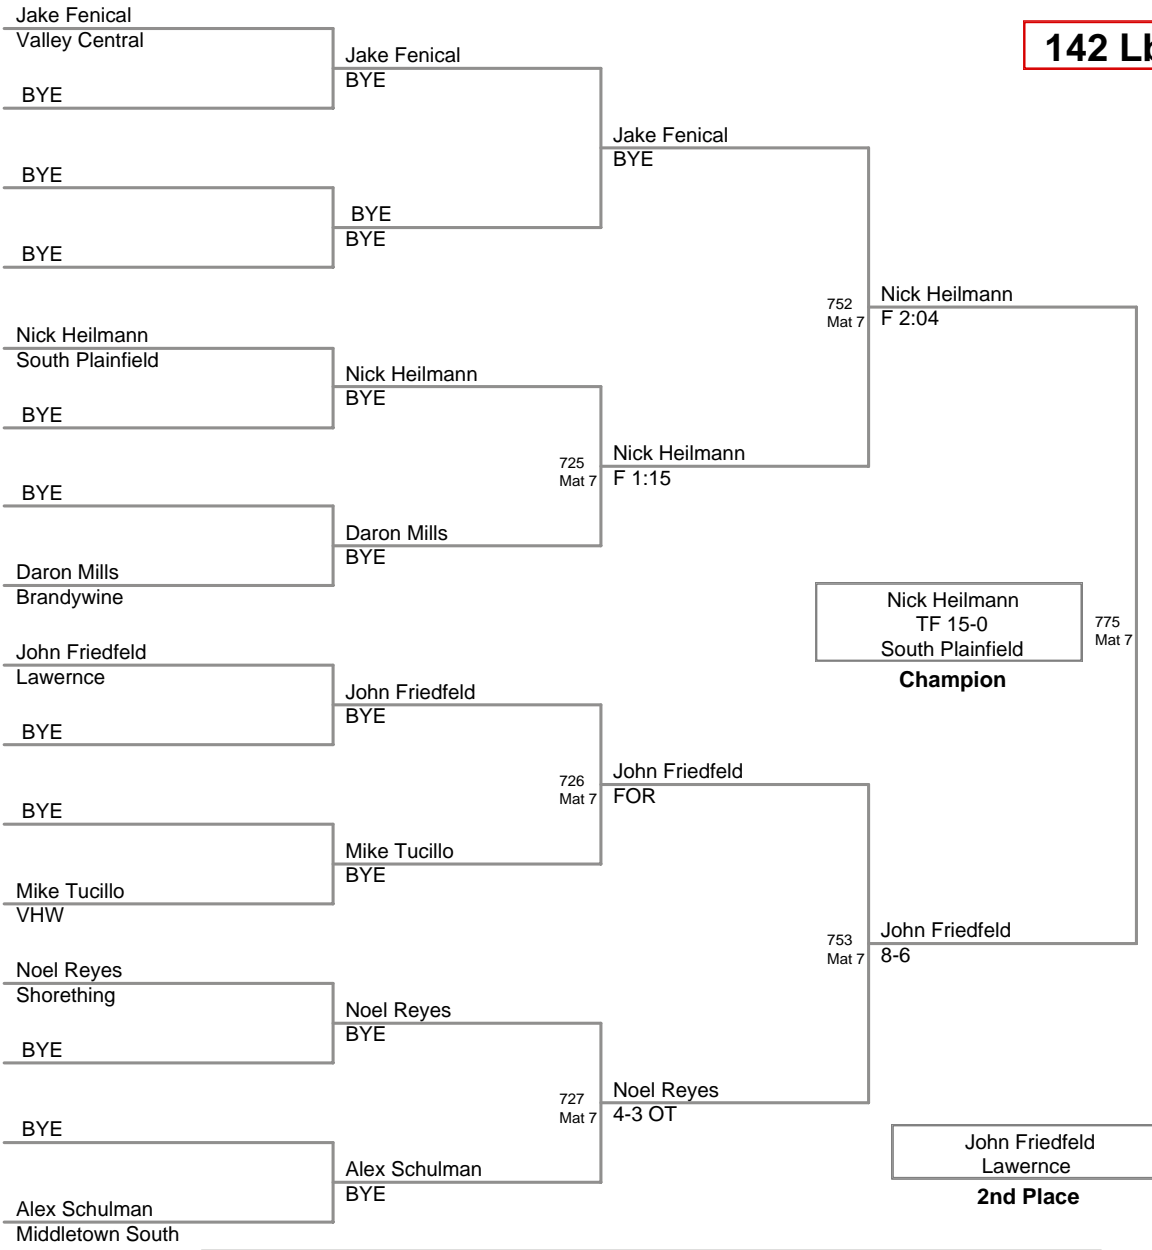 Jake Fenical
Valley Central
BYE
BYE
BYE
Nick Heilmann
South Plainfield
BYE
BYE
Daron Mills
Brandywine
John Friedfeld
Lawernce
BYE
BYE
Mike Tucillo
VHW
Noel Reyes
Shorething
BYE
BYE
Alex Schulman
Middletown South
Jake Fenical
BYE
BYE
BYE
Nick Heilmann
BYE
Daron Mills
BYE
John Friedfeld
BYE
Mike Tucillo
BYE
Noel Reyes
BYE
Alex Schulman
BYE
Jake Fenical
BYE
725
Mat 7
Nick Heilmann
F 1:15
726
Mat 7
John Friedfeld
FOR
727
Mat 7
Noel Reyes
4-3 OT
752
Mat 7
Nick Heilmann
F 2:04
753
Mat 7
John Friedfeld
8-6
142 Lb
Nick Heilmann
TF 15-0
South Plainfield
Champion
775
Mat 7
John Friedfeld
Lawernce
2nd Place